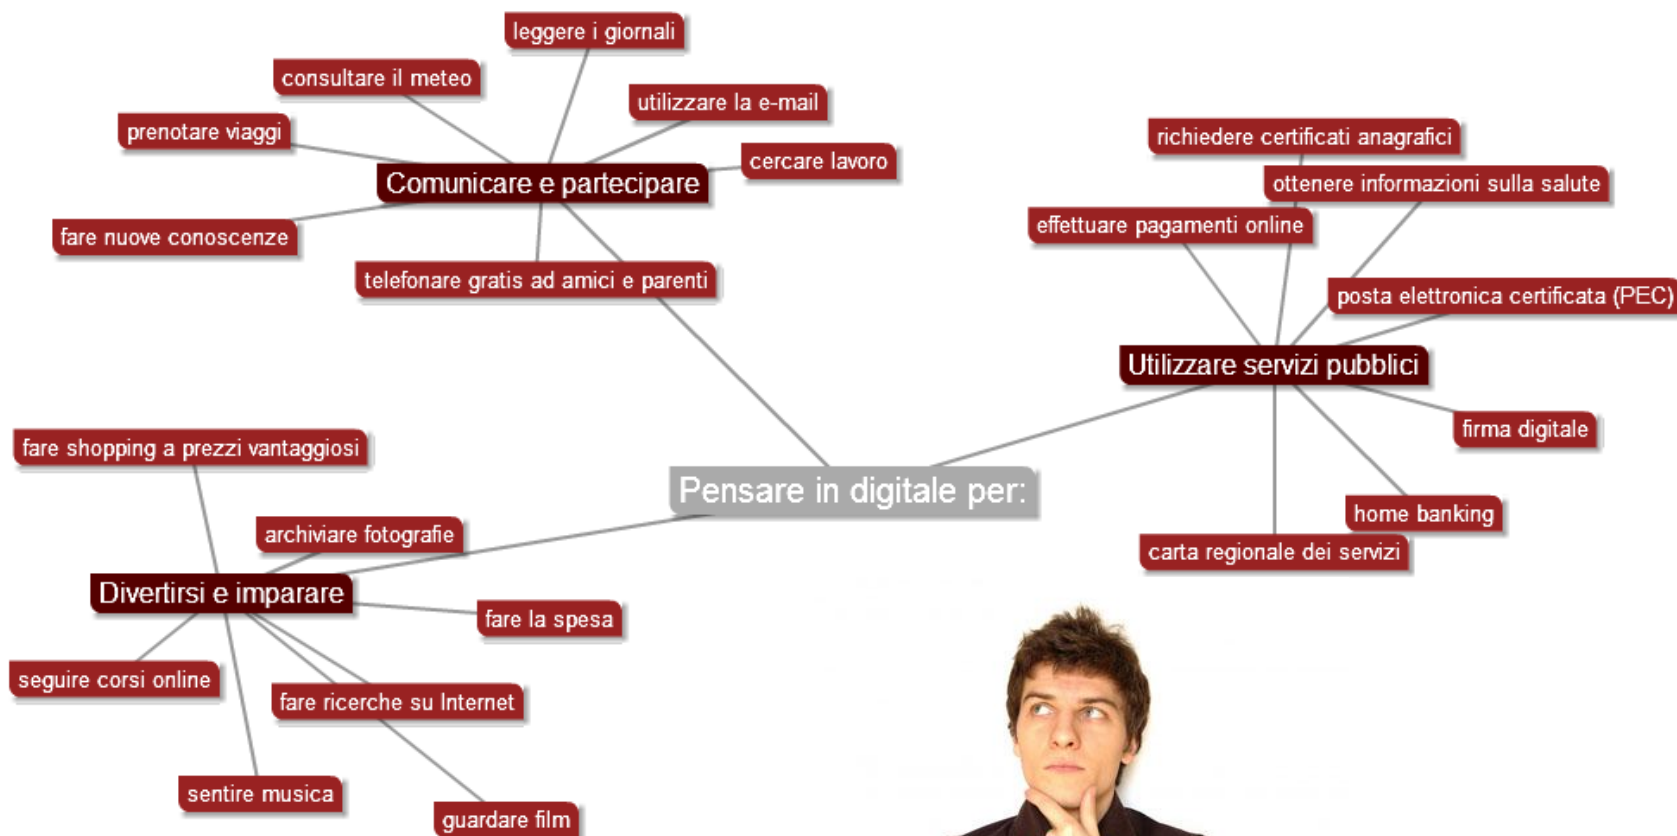 leggere i giornali
consultare il meteo
utilizzare la e-mail
prenotare viaggi
cercare lavoro
Comunicare e partecipare
fare nuove conoscenze
telefonare gratis ad amici e parenti
richiedere certificati anagrafici
ottenere informazioni sulla salute
effettuare pagamenti online
posta elettronica certificata (PEC)
Utilizzare servizi pubblici
firma digitale
home banking
carta regionale dei servizi
Pensare in digitale per:
fare shopping a prezzi vantaggiosi
archiviare fotografie
Divertirsi e imparare
fare la spesa
seguire corsi online
fare ricerche su Internet
sentire musica
guardare film